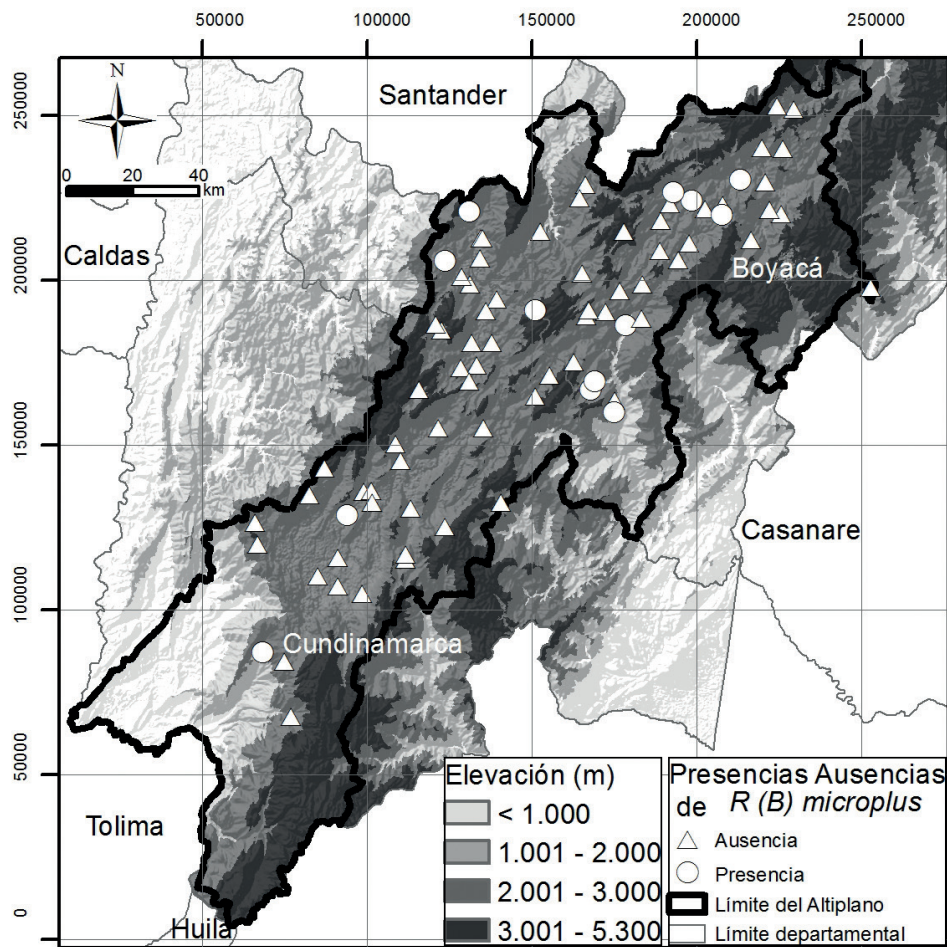 50000 100000 150000 200000 250000
N
0 20 40
km
Santander
Caldas
Boyacá
Casanare
Cundinamarca
Tolima
Huila
250000
200000
150000
100000
50000
0
Elevación (m)
< 1.000
1.001 - 2.000
2.001 - 3.000
3.001 - 5.300
Presencias Ausencias
de R (B) microplus
Ausencia
Presencia
Límite del Altiplano
Límite departamental